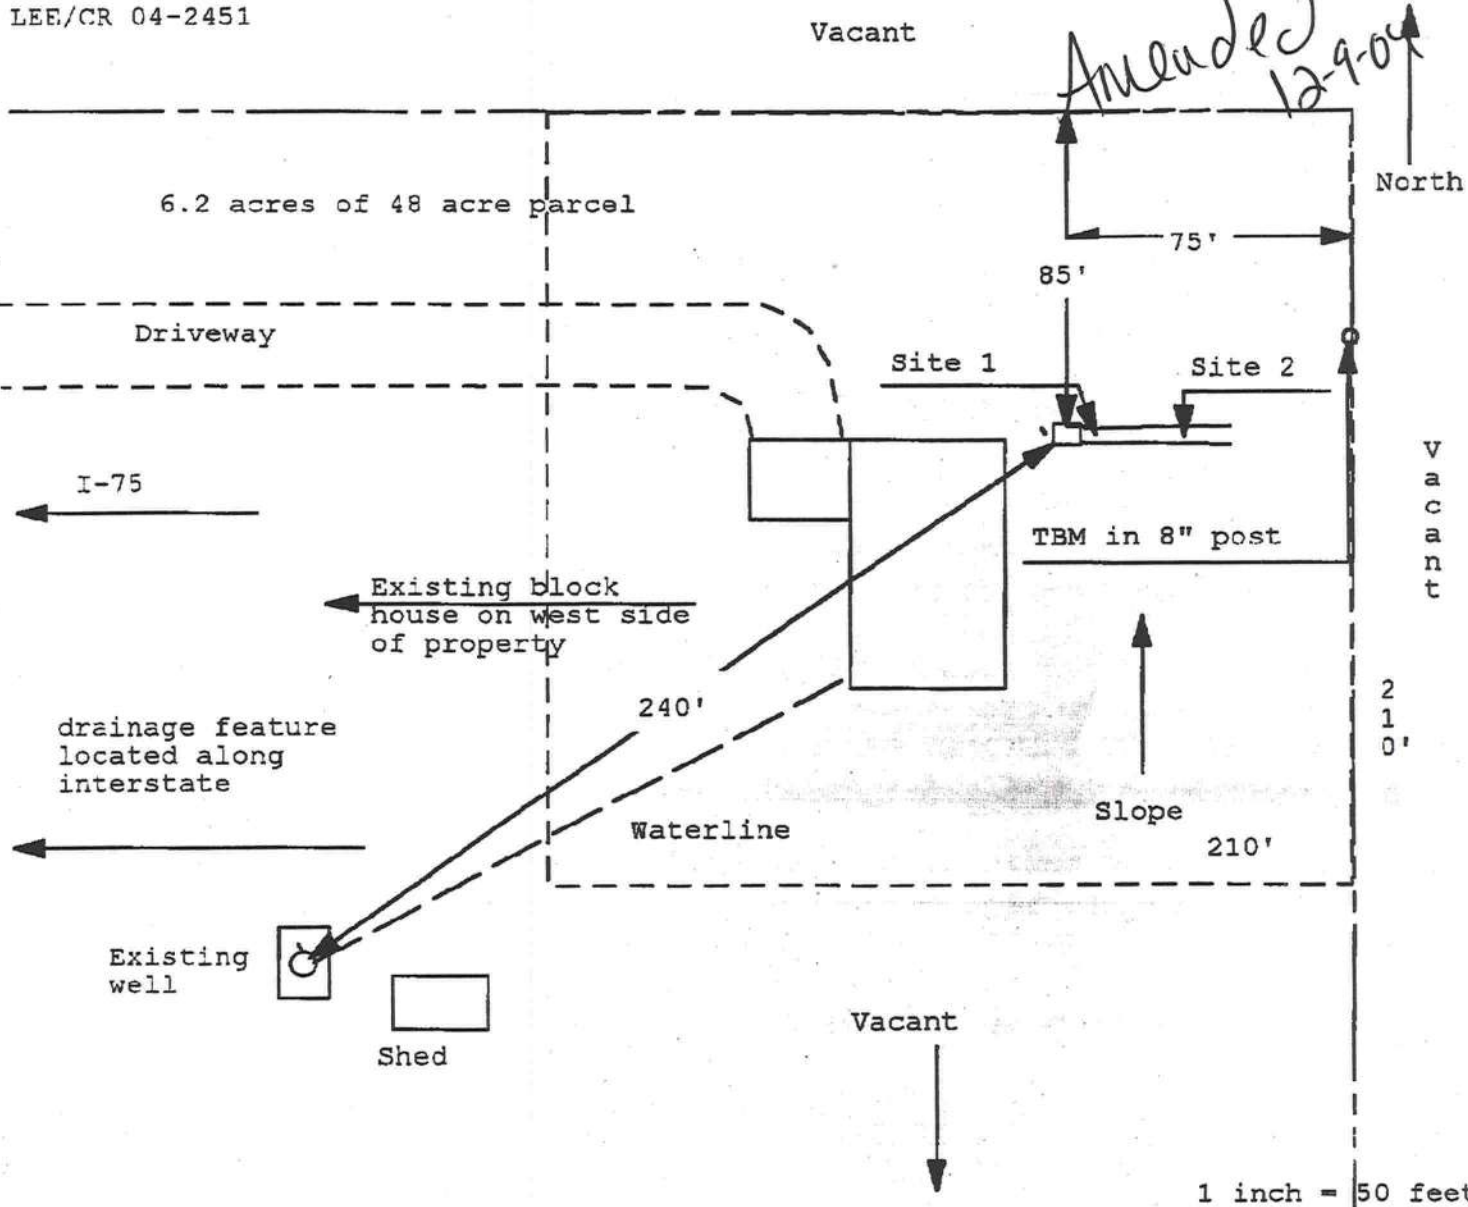 LEE/CR 04-2451
Vacant
Amended
12-9-04
North
6.2 acres of 48 acre parcel
75'
85'
Driveway
Site 1
Site 2
I-75
TBM in 8" post
Vacant
Existing block
house on west side
of property
240'
210'
drainage feature
located along
interstate
Slope
Waterline
210'
Existing
well
Shed
Vacant
1 inch = 50 feet